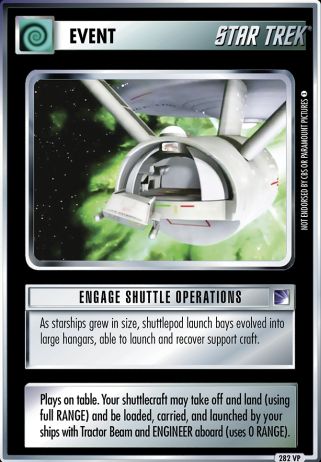 EVENT
STAR TREK®
NOT ENDORSED BY CBS OR PARAMOUNT PICTURES
ENGAGE SHUTTLE OPERATIONS
As starships grew in size, shuttlepod launch bays evolved into
large hangars, able to launch and recover support craft.
Plays on table. Your shuttlecraft may take off and land (using
full RANGE) and be loaded, carried, and launched by your
ships with Tractor Beam and ENGINEER aboard (uses 0 RANGE).
282 VP